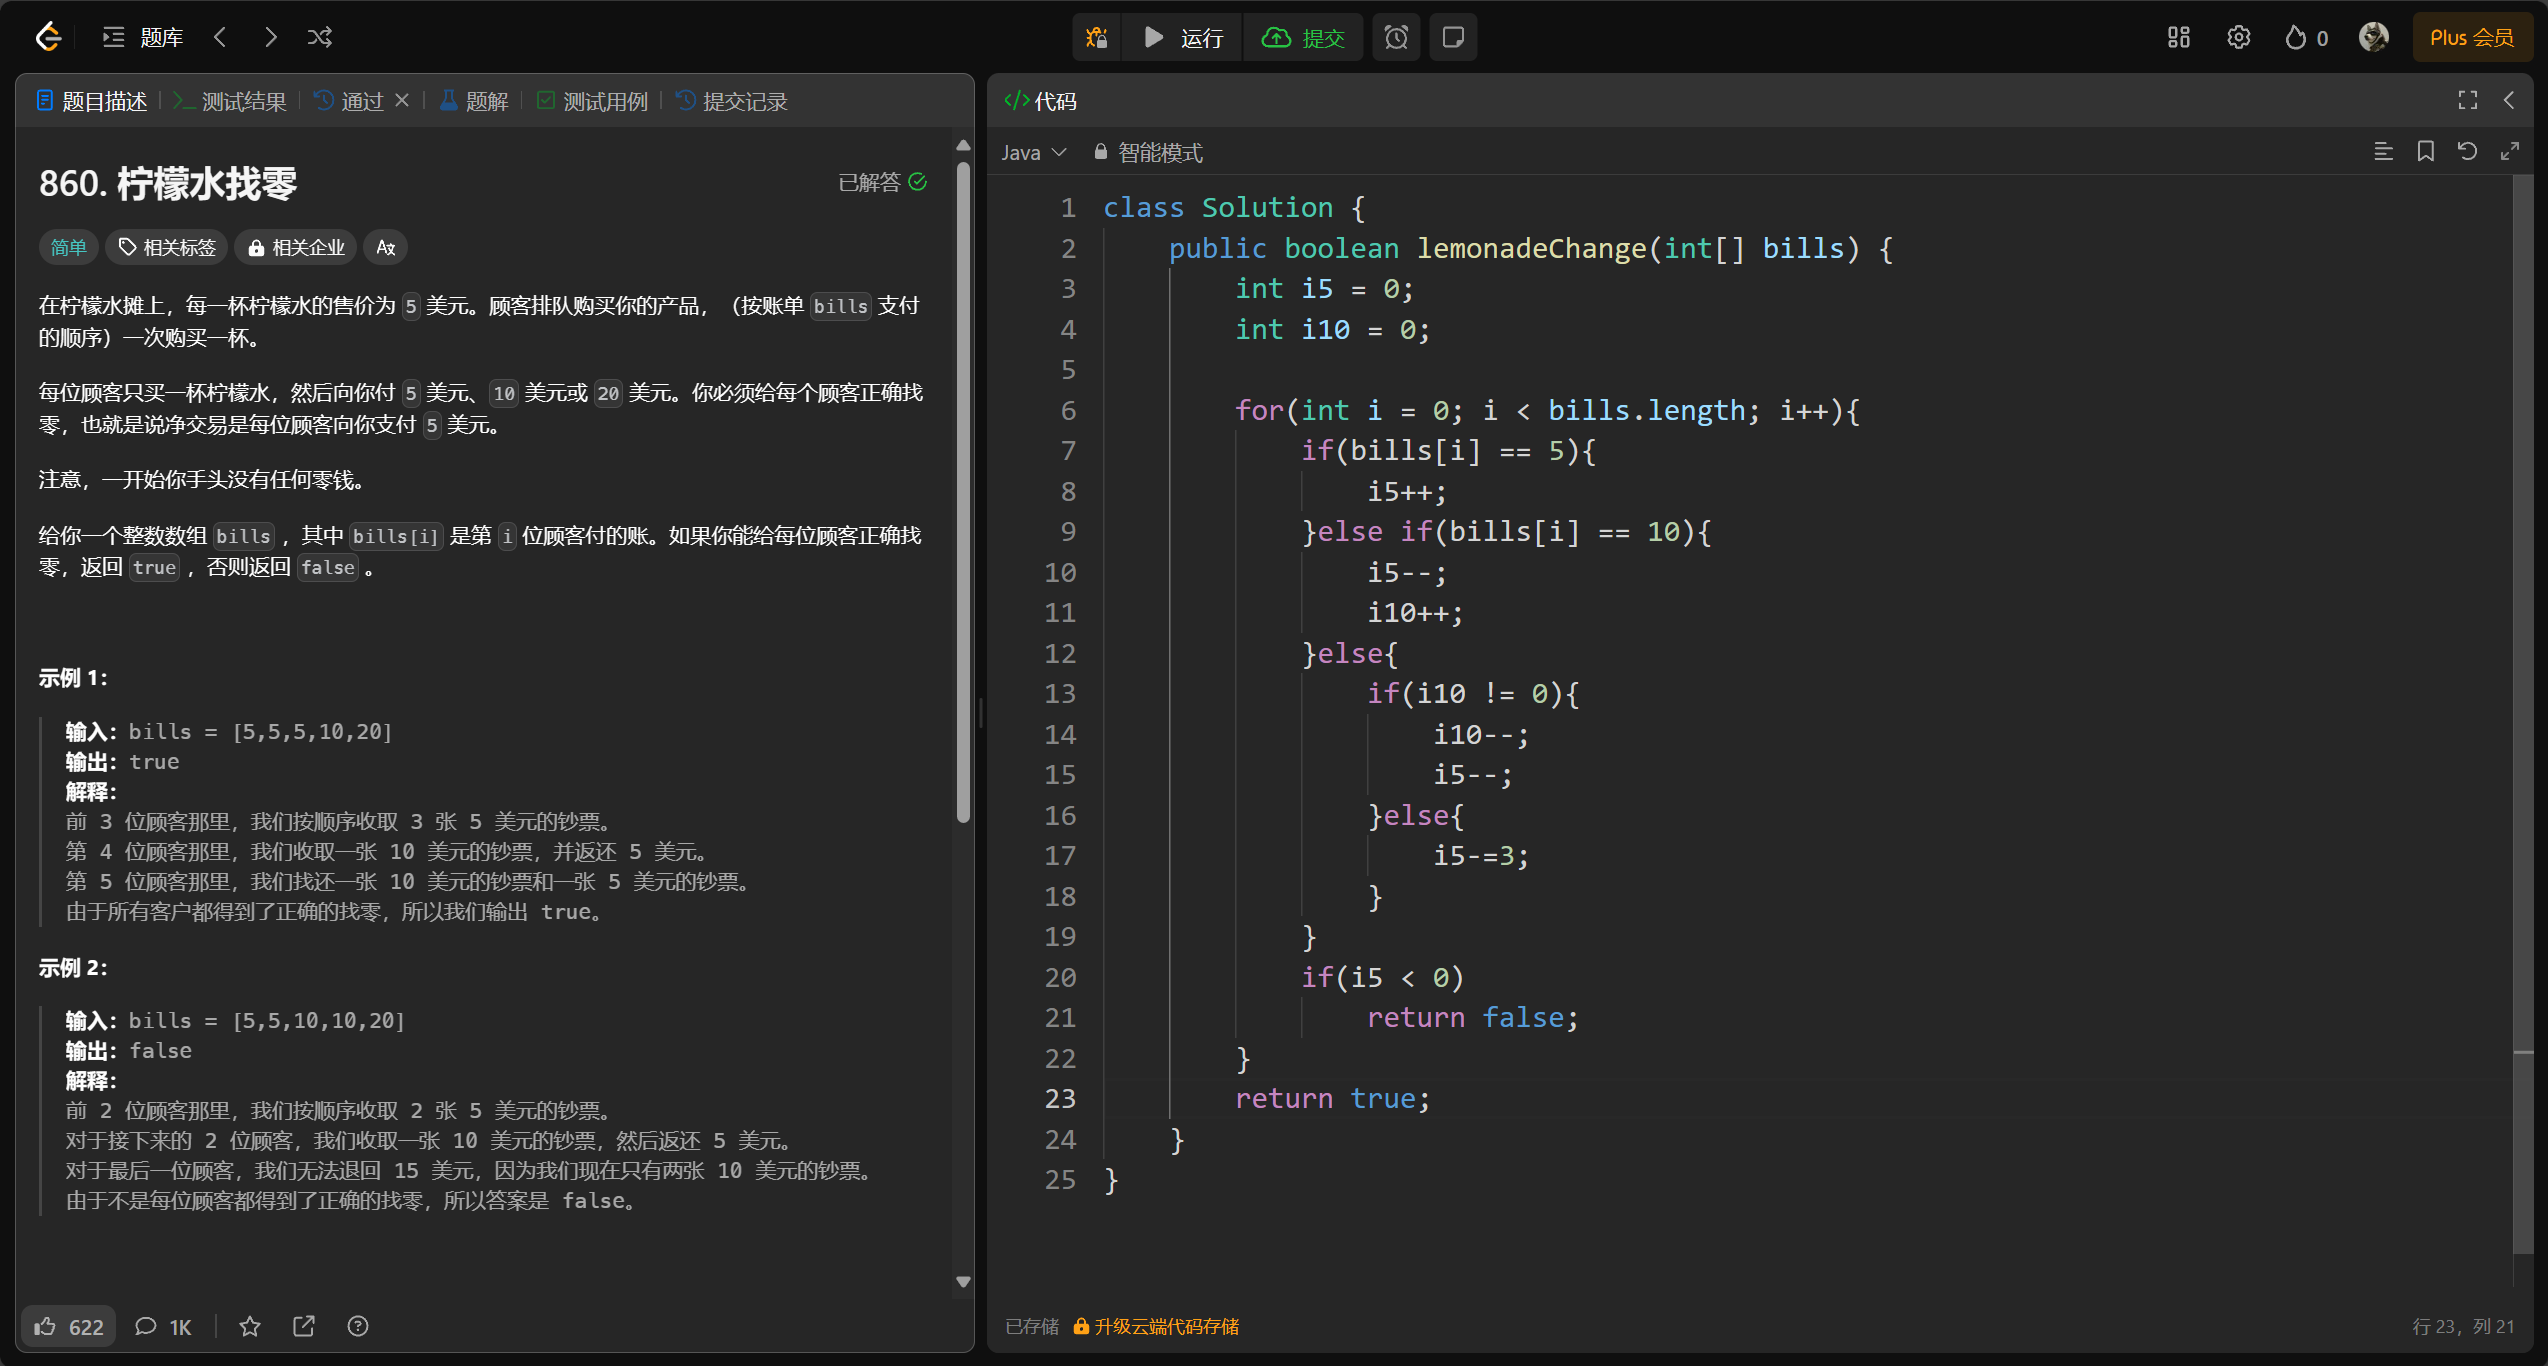 题库
运行
提交
0
Plus 会员
题目描述
测试结果
通过
题解
测试用例
提交记录
860. 柠檬水找零
已解答
简单
相关标签
相关企业
在柠檬水摊上，每一杯柠檬水的售价为 5 美元。顾客排队购买你的产品，（按账单 bills 支付
的顺序）一次购买一杯。
每位顾客只买一杯柠檬水，然后向你付 5 美元、10 美元或 20 美元。你必须给每个顾客正确找
零，也就是说净交易是每位顾客向你支付 5 美元。
注意，一开始你手头没有任何零钱。
给你一个整数数组 bills ，其中 bills[i] 是第 i 位顾客付的账。如果你能给每位顾客正确找
零，返回 true ，否则返回 false 。
示例 1：
输入：bills = [5,5,5,10,20]
输出：true
解释：
前 3 位顾客那里，我们按顺序收取 3 张 5 美元的钞票。
第 4 位顾客那里，我们收取一张 10 美元的钞票，并返还 5 美元。
第 5 位顾客那里，我们找还一张 10 美元的钞票和一张 5 美元的钞票。
由于所有客户都得到了正确的找零，所以我们输出 true。
示例 2：
输入：bills = [5,5,10,10,20]
输出：false
解释：
前 2 位顾客那里，我们按顺序收取 2 张 5 美元的钞票。
对于接下来的 2 位顾客，我们收取一张 10 美元的钞票，然后返还 5 美元。
对于最后一位顾客，我们无法退回 15 美元，因为我们现在只有两张 10 美元的钞票。
由于不是每位顾客都得到了正确的找零，所以答案是 false。
622
1K
</> 代码
Java
智能模式
1 class Solution {
2     public boolean lemonadeChange(int[] bills) {
3         int i5 = 0;
4         int i10 = 0;
5
6         for(int i = 0; i < bills.length; i++){
7             if(bills[i] == 5){
8                 i5++;
9             }else if(bills[i] == 10){
10                 i5--;
11                 i10++;
12             }else{
13                 if(i10 != 0){
14                     i10--;
15                     i5--;
16                 }else{
17                     i5-=3;
18                 }
19             }
20             if(i5 < 0)
21                 return false;
22         }
23         return true;
24     }
25 }
已存储
升级云端代码存储
行 23，列 21